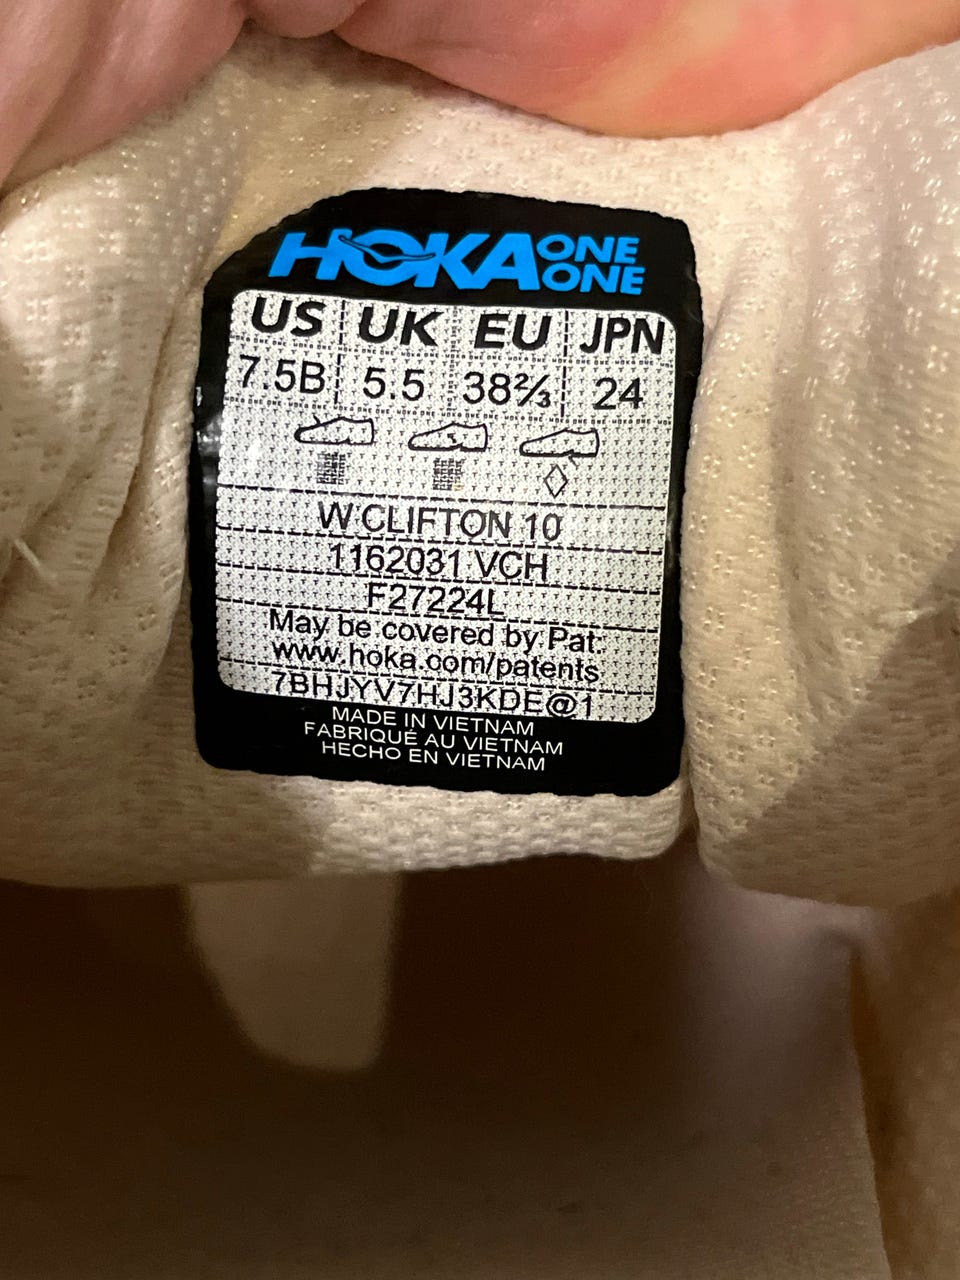 HOKA ONE ONE
US UK EU JPN
7.5B 5.5 38⅔ 24
W CLIFTON 10
1162031 VCH
F27224L
May be covered by Pat:
www.hoka.com/patents
7BHJYV7HJ3KDE@1
MADE IN VIETNAM
FABRIQUÉ AU VIETNAM
HECHO EN VIETNAM